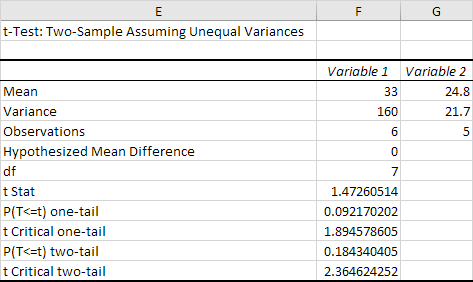 E F G
t-Test: Two-Sample Assuming Unequal Variances
Variable 1 Variable 2
Mean 33 24.8
Variance 160 21.7
Observations 6 5
Hypothesized Mean Difference 0
df 7
t Stat 1.47260514
P(T<=t) one-tail 0.092170202
t Critical one-tail 1.894578605
P(T<=t) two-tail 0.184340405
t Critical two-tail 2.364624252